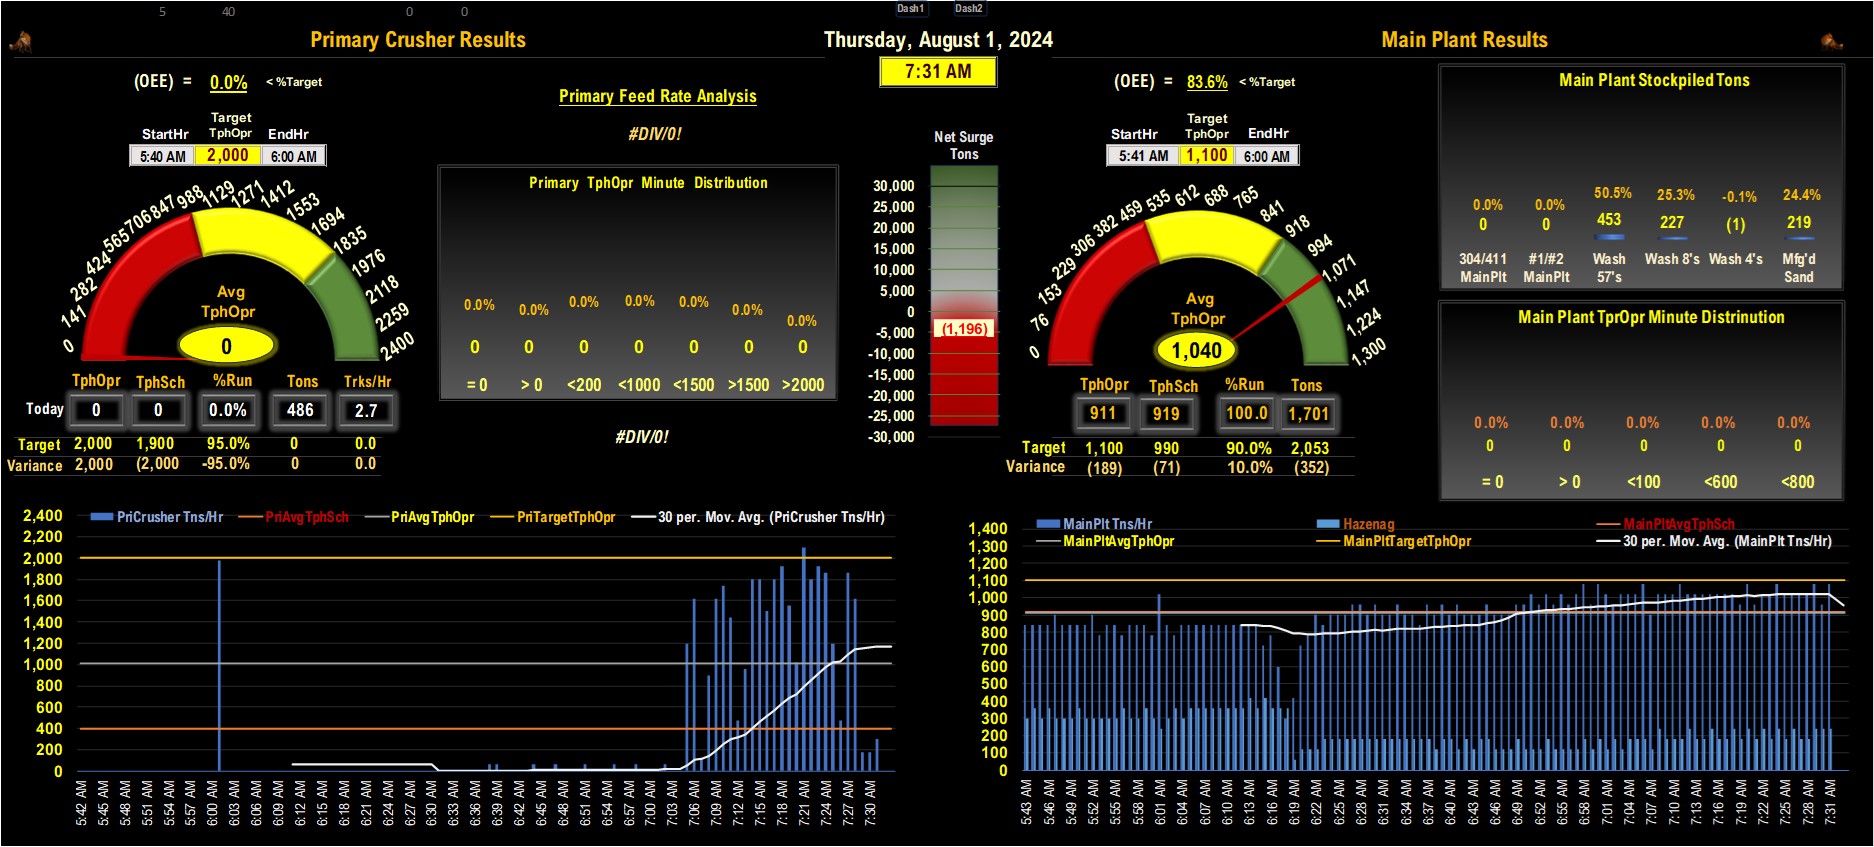 5 40 0 0 Dash1 Dash2
Primary Crusher Results
Thursday, August 1, 2024
Main Plant Results
7:31 AM
(OEE) = 0.0% < %Target
Primary Feed Rate Analysis
#DIV/0!
Target
StartHr TphOpr EndHr
5:40 AM 2,000 6:00 AM
0 141 282 424 565 706 847 988 1129 1271 1412 1553 1694 1835 1976 2118 2259 2400
Avg
TphOpr
0
TphOpr TphSch %Run Tons Trks/Hr
Today 0 0 0.0% 486 2.7
Target 2,000 1,900 95.0% 0 0.0
Variance 2,000 (2,000 -95.0% 0 0.0
Primary TphOpr Minute Distribution
0.0% 0.0% 0.0% 0.0% 0.0% 0.0% 0.0%
0 0 0 0 0 0 0
= 0 > 0 <200 <1000 <1500 >1500 >2000
#DIV/0!
Net Surge
Tons
30,000
25,000
20,000
15,000
10,000
5,000
0
-5,000
-10,000
-15,000
-20,000
-25,000
-30,000
(1,196)
(OEE) = 83.6% < %Target
Target
StartHr TphOpr EndHr
5:41 AM 1,100 6:00 AM
0 76 153 229 306 382 459 535 612 688 765 841 918 994 1,071 1,147 1,224 1,300
Avg
TphOpr
1,040
TphOpr TphSch %Run Tons
911 919 100.0 1,701
Target 1,100 990 90.0% 2,053
Variance (189) (71) 10.0% (352)
Main Plant Stockpiled Tons
0.0% 0.0% 50.5% 25.3% -0.1% 24.4%
0 0 453 227 (1) 219
304/411 #1/#2 Wash Wash 8's Wash 4's Mfg'd
MainPlt MainPlt 57's Sand
Main Plant TprOpr Minute Distrinution
0.0% 0.0% 0.0% 0.0% 0.0%
0 0 0 0 0
= 0 > 0 <100 <600 <800
PriCrusher Tns/Hr PriAvgTphSch PriAvgTphOpr PriTargetTphOpr 30 per. Mov. Avg. (PriCrusher Tns/Hr)
2,400
2,200
2,000
1,800
1,600
1,400
1,200
1,000
800
600
400
200
0
5:42 AM 5:45 AM 5:48 AM 5:51 AM 5:54 AM 5:57 AM 6:00 AM 6:03 AM 6:06 AM 6:09 AM 6:12 AM 6:15 AM 6:18 AM 6:21 AM 6:24 AM 6:27 AM 6:30 AM 6:33 AM 6:36 AM 6:39 AM 6:42 AM 6:45 AM 6:48 AM 6:51 AM 6:54 AM 6:57 AM 7:00 AM 7:03 AM 7:06 AM 7:09 AM 7:12 AM 7:15 AM 7:18 AM 7:21 AM 7:24 AM 7:27 AM 7:30 AM
MainPlt Tns/Hr Hazenag MainPltAvgTphSch
MainPltAvgTphOpr MainPltTargetTphOpr 30 per. Mov. Avg. (MainPlt Tns/Hr)
1,400
1,300
1,200
1,100
1,000
900
800
700
600
500
400
300
200
100
0
5:43 AM 5:46 AM 5:49 AM 5:52 AM 5:55 AM 5:58 AM 6:01 AM 6:04 AM 6:07 AM 6:10 AM 6:13 AM 6:16 AM 6:19 AM 6:22 AM 6:25 AM 6:28 AM 6:31 AM 6:34 AM 6:37 AM 6:40 AM 6:43 AM 6:46 AM 6:49 AM 6:52 AM 6:55 AM 6:58 AM 7:01 AM 7:04 AM 7:07 AM 7:10 AM 7:13 AM 7:16 AM 7:19 AM 7:22 AM 7:25 AM 7:28 AM 7:31 AM